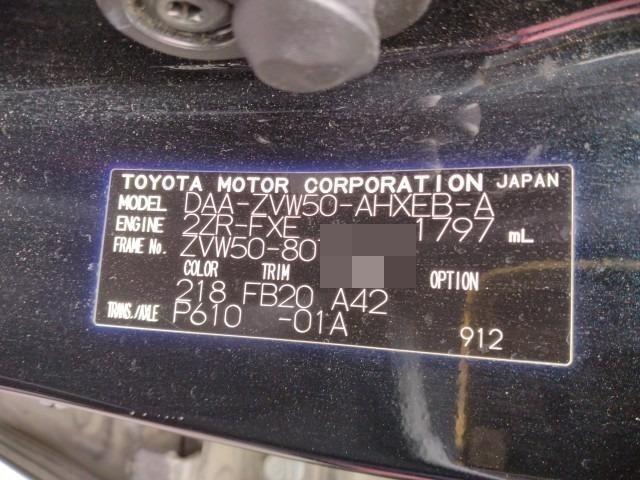 TOYOTA MOTOR CORPORATION JAPAN
MODEL DAA-ZVW50-AHXEB-A
ENGINE 2ZR-FXE 1797 mL
FRAME No. ZVW50-80
COLOR TRIM OPTION
218 FB20 A42
TRANS./AXLE P610 -01A
912